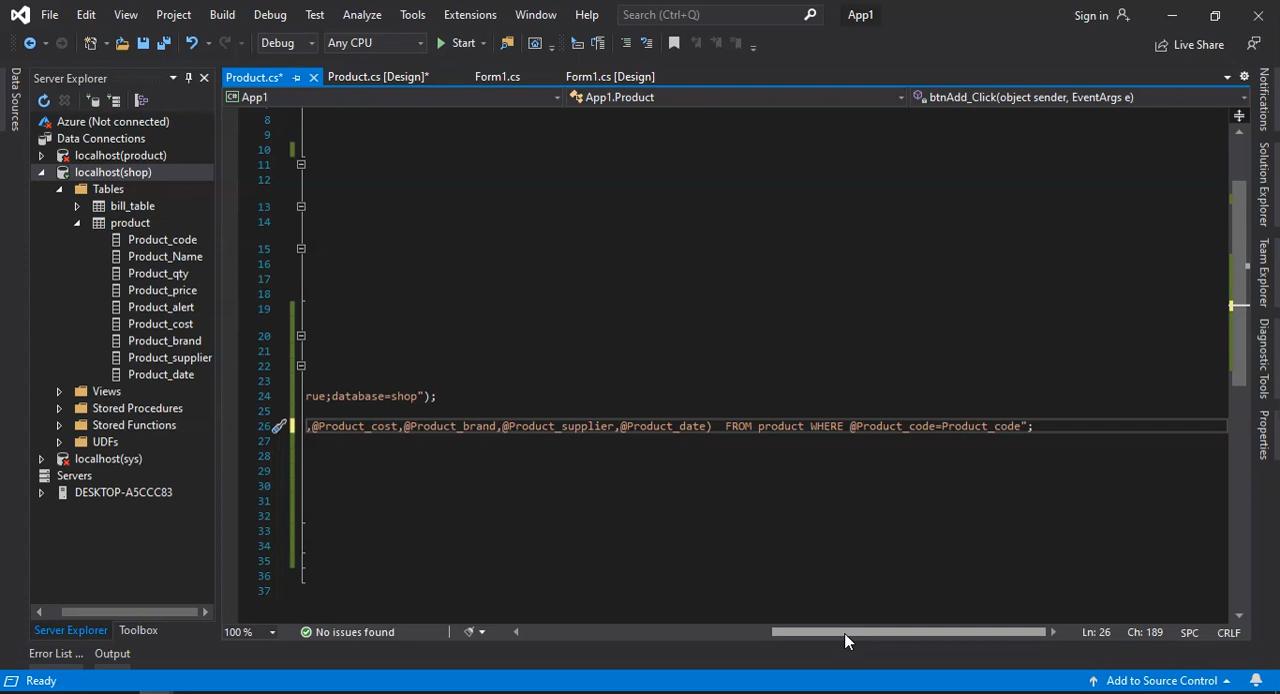 File Edit View Project Build Debug Test Analyze Tools Extensions Window Help Search (Ctrl+Q) App1 Sign in
Debug Any CPU Start Live Share
Data Sources
Server Explorer
Azure (Not connected)
Data Connections
localhost(product)
localhost(shop)
Tables
bill_table
product
Product_code
Product_Name
Product_qty
Product_price
Product_alert
Product_cost
Product_brand
Product_supplier
Product_date
Views
Stored Procedures
Stored Functions
UDFs
localhost(sys)
Servers
DESKTOP-A5CCC83
Server Explorer Toolbox
Product.cs* Product.cs [Design]* Form1.cs Form1.cs [Design]
App1 App1.Product btnAdd_Click(object sender, EventArgs e)
8
9
10
11
12
13
14
15
16
17
18
19
20
21
22
23
24 rue;database=shop");
25
26 ,@Product_cost,@Product_brand,@Product_supplier,@Product_date)  FROM product WHERE @Product_code=Product_code";
27
28
29
30
31
32
33
34
35
36
37
100 % No issues found Ln: 26 Ch: 189 SPC CRLF
Notifications
Solution Explorer
Team Explorer
Diagnostic Tools
Properties
Error List ... Output
Ready Add to Source Control